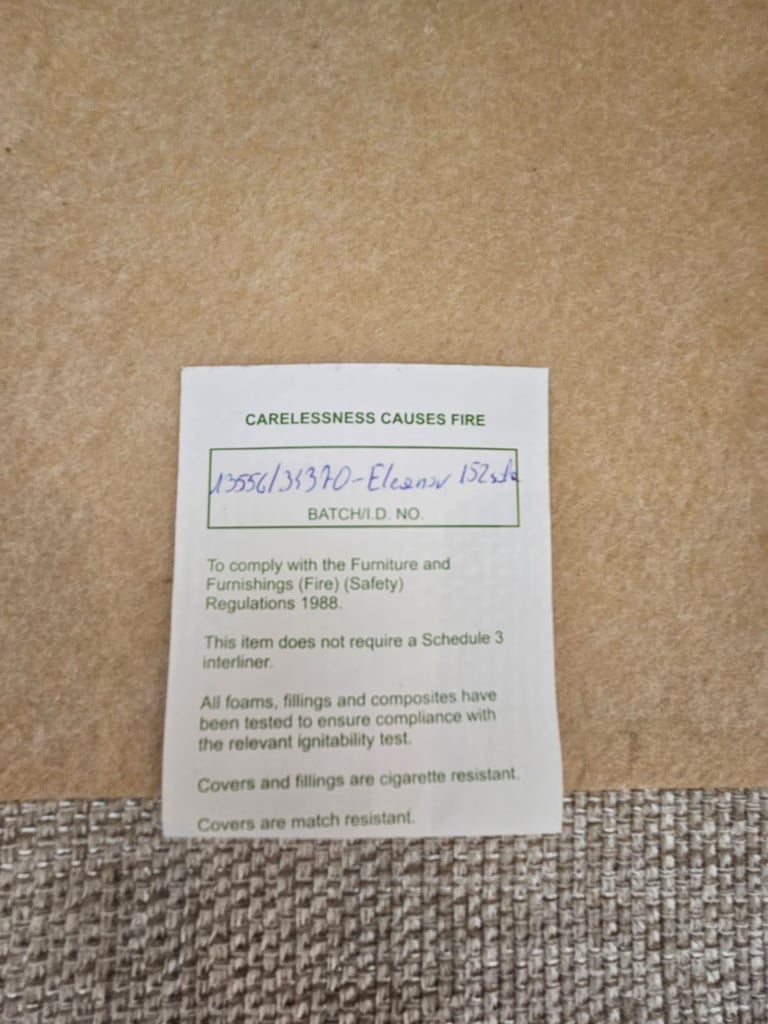 CARELESSNESS CAUSES FIRE
13556/34370-Eleanor
BATCH/I.D. NO.
To comply with the Furniture and
Furnishings (Fire) (Safety)
Regulations 1988.
This item does not require a Schedule 3
interliner.
All foams, fillings and composites have
been tested to ensure compliance with
the relevant ignitability test.
Covers and fillings are cigarette resistant.
Covers are match resistant.